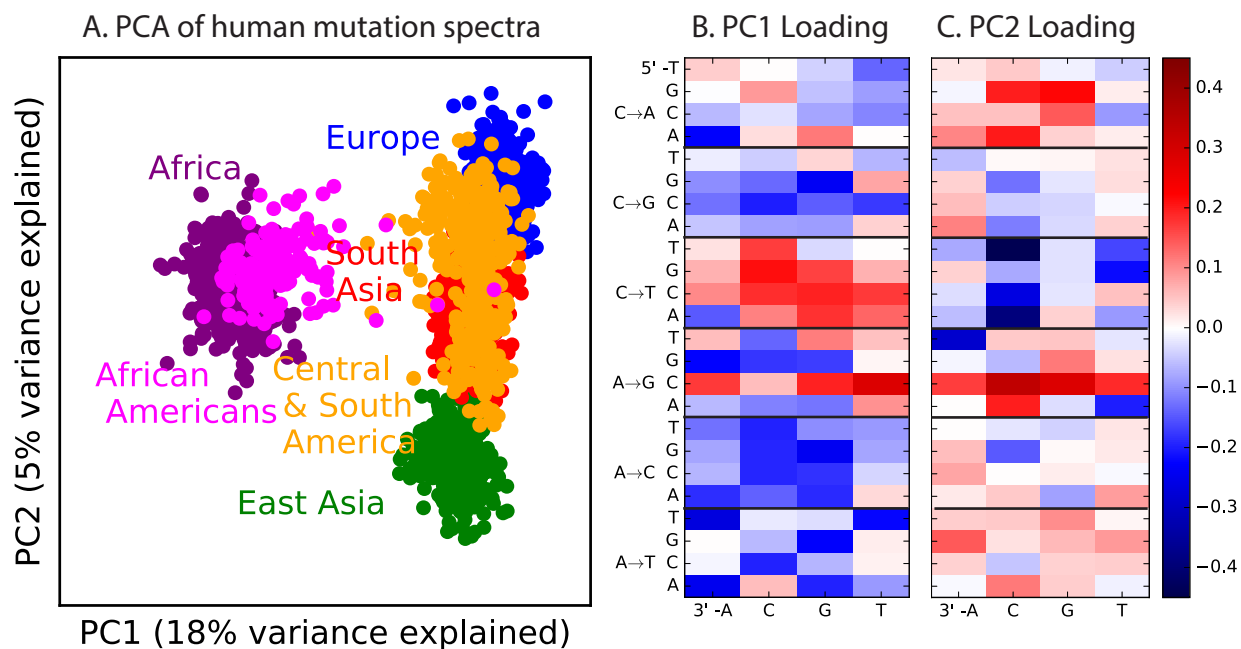 A. PCA of human mutation spectra
PC2 (5% variance explained)
Europe
Africa
South
Asia
African
Americans
Central
& South
America
East Asia
PC1 (18% variance explained)
B. PC1 Loading
5' -T
G
C→A C
A
T
G
C→G C
A
T
G
C→T C
A
T
G
A→G C
A
T
G
A→C C
A
T
G
A→T C
A
3' -A C G T
C. PC2 Loading
3' -A C G T
0.4
0.3
0.2
0.1
0.0
−0.1
−0.2
−0.3
−0.4